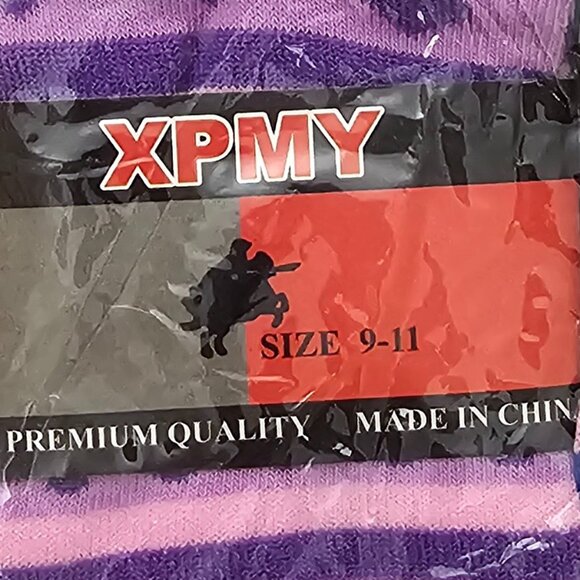 XPMY
SIZE 9-11
PREMIUM QUALITY MADE IN CHIN